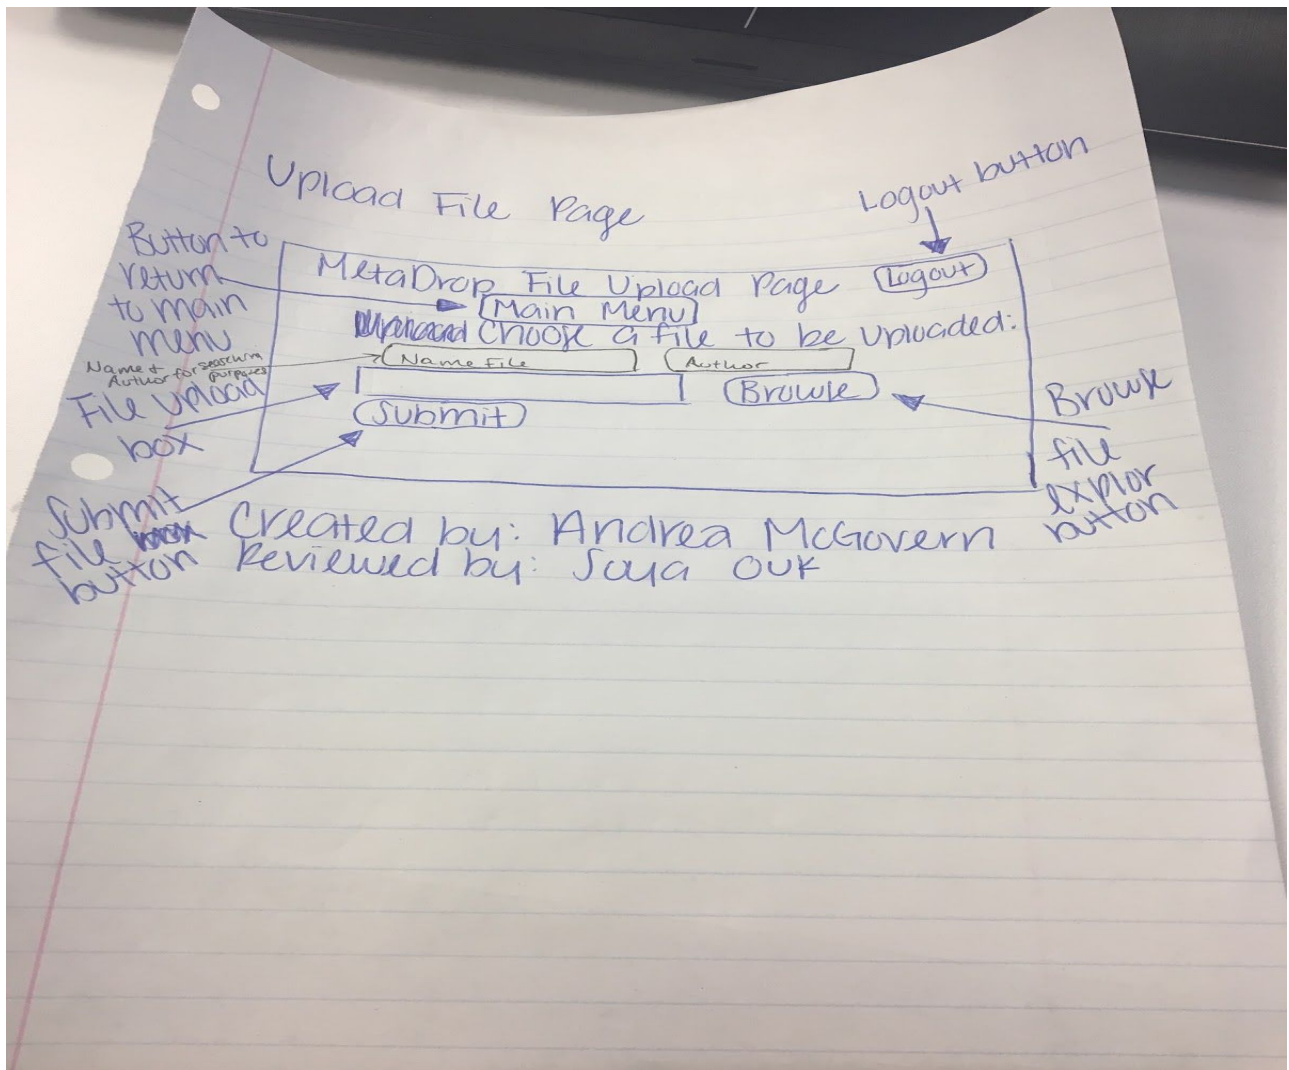 Upload File Page
Logout button
Button to
return
to main
menu
MetaDrop File Upload Page
Logout
Main Menu
Choose a file to be uploaded:
Name &
Author for
purposes
Name File
Author
File Upload
box
Browse
Submit
Browse
file
explor
button
Submit
file
button
Created by: Andrea McGovern
Reviewed by: Ouk